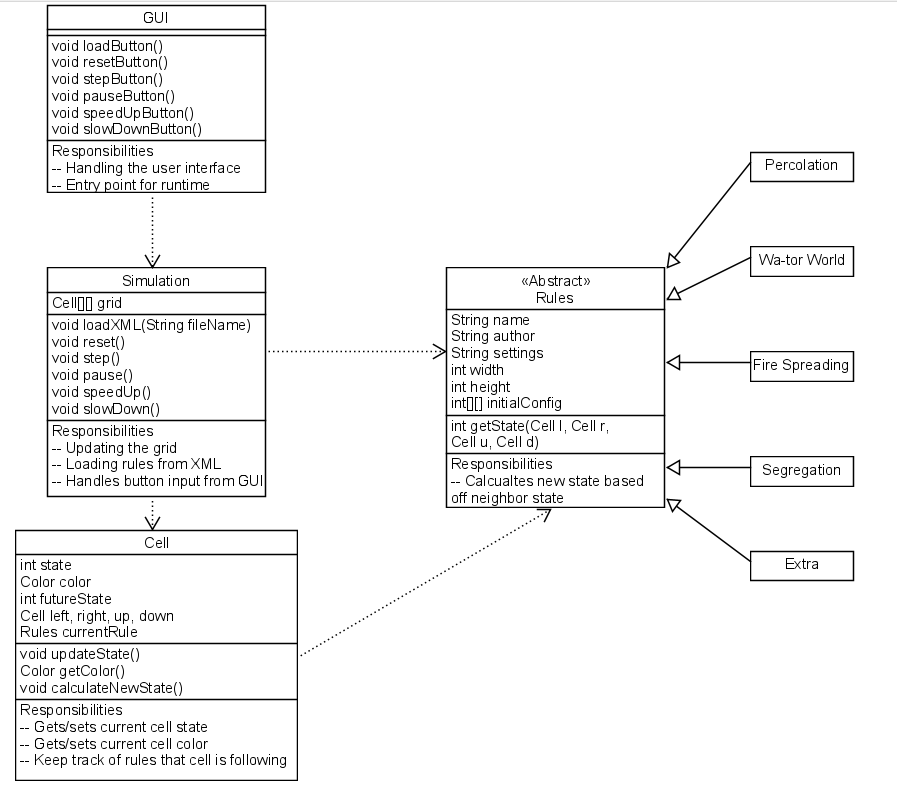 GUI
void loadButton()
void resetButton()
void stepButton()
void pauseButton()
void speedUpButton()
void slowDownButton()
Responsibilities
-- Handling the user interface
-- Entry point for runtime
Simulation
Cell[][] grid
void loadXML(String fileName)
void reset()
void step()
void pause()
void speedUp()
void slowDown()
Responsibilities
-- Updating the grid
-- Loading rules from XML
-- Handles button input from GUI
Cell
int state
Color color
int futureState
Cell left, right, up, down
Rules currentRule
void updateState()
Color getColor()
void calculateNewState()
Responsibilities
-- Gets/sets current cell state
-- Gets/sets current cell color
-- Keep track of rules that cell is following
«Abstract»
Rules
String name
String author
String settings
int width
int height
int[][] initialConfig
int getState(Cell l, Cell r,
Cell u, Cell d)
Responsibilities
-- Calcualtes new state based
off neighbor state
Percolation
Wa-tor World
Fire Spreading
Segregation
Extra